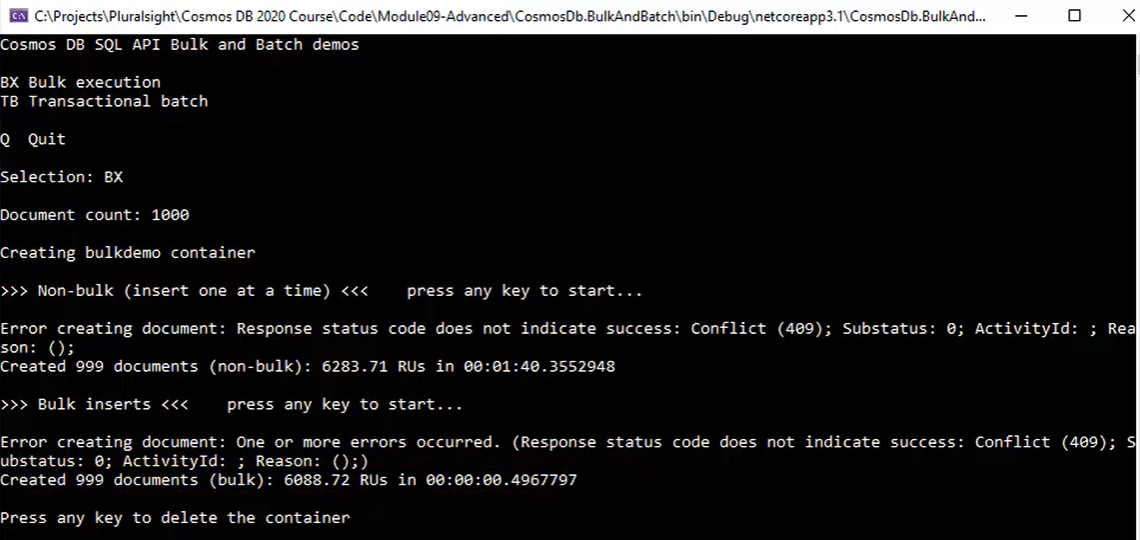 C:\Projects\Pluralsight\Cosmos DB 2020 Course\Code\Module09-Advanced\CosmosDb.BulkAndBatch\bin\Debug\netcoreapp3.1\CosmosDb.BulkAnd...
Cosmos DB SQL API Bulk and Batch demos
BX Bulk execution
TB Transactional batch
Q  Quit
Selection: BX
Document count: 1000
Creating bulkdemo container
>>> Non-bulk (insert one at a time) <<<    press any key to start...
Error creating document: Response status code does not indicate success: Conflict (409); Substatus: 0; ActivityId: ; Rea
son: ();
Created 999 documents (non-bulk): 6283.71 RUs in 00:01:40.3552948
>>> Bulk inserts <<<    press any key to start...
Error creating document: One or more errors occurred. (Response status code does not indicate success: Conflict (409); S
ubstatus: 0; ActivityId: ; Reason: ();)
Created 999 documents (bulk): 6088.72 RUs in 00:00:00.4967797
Press any key to delete the container